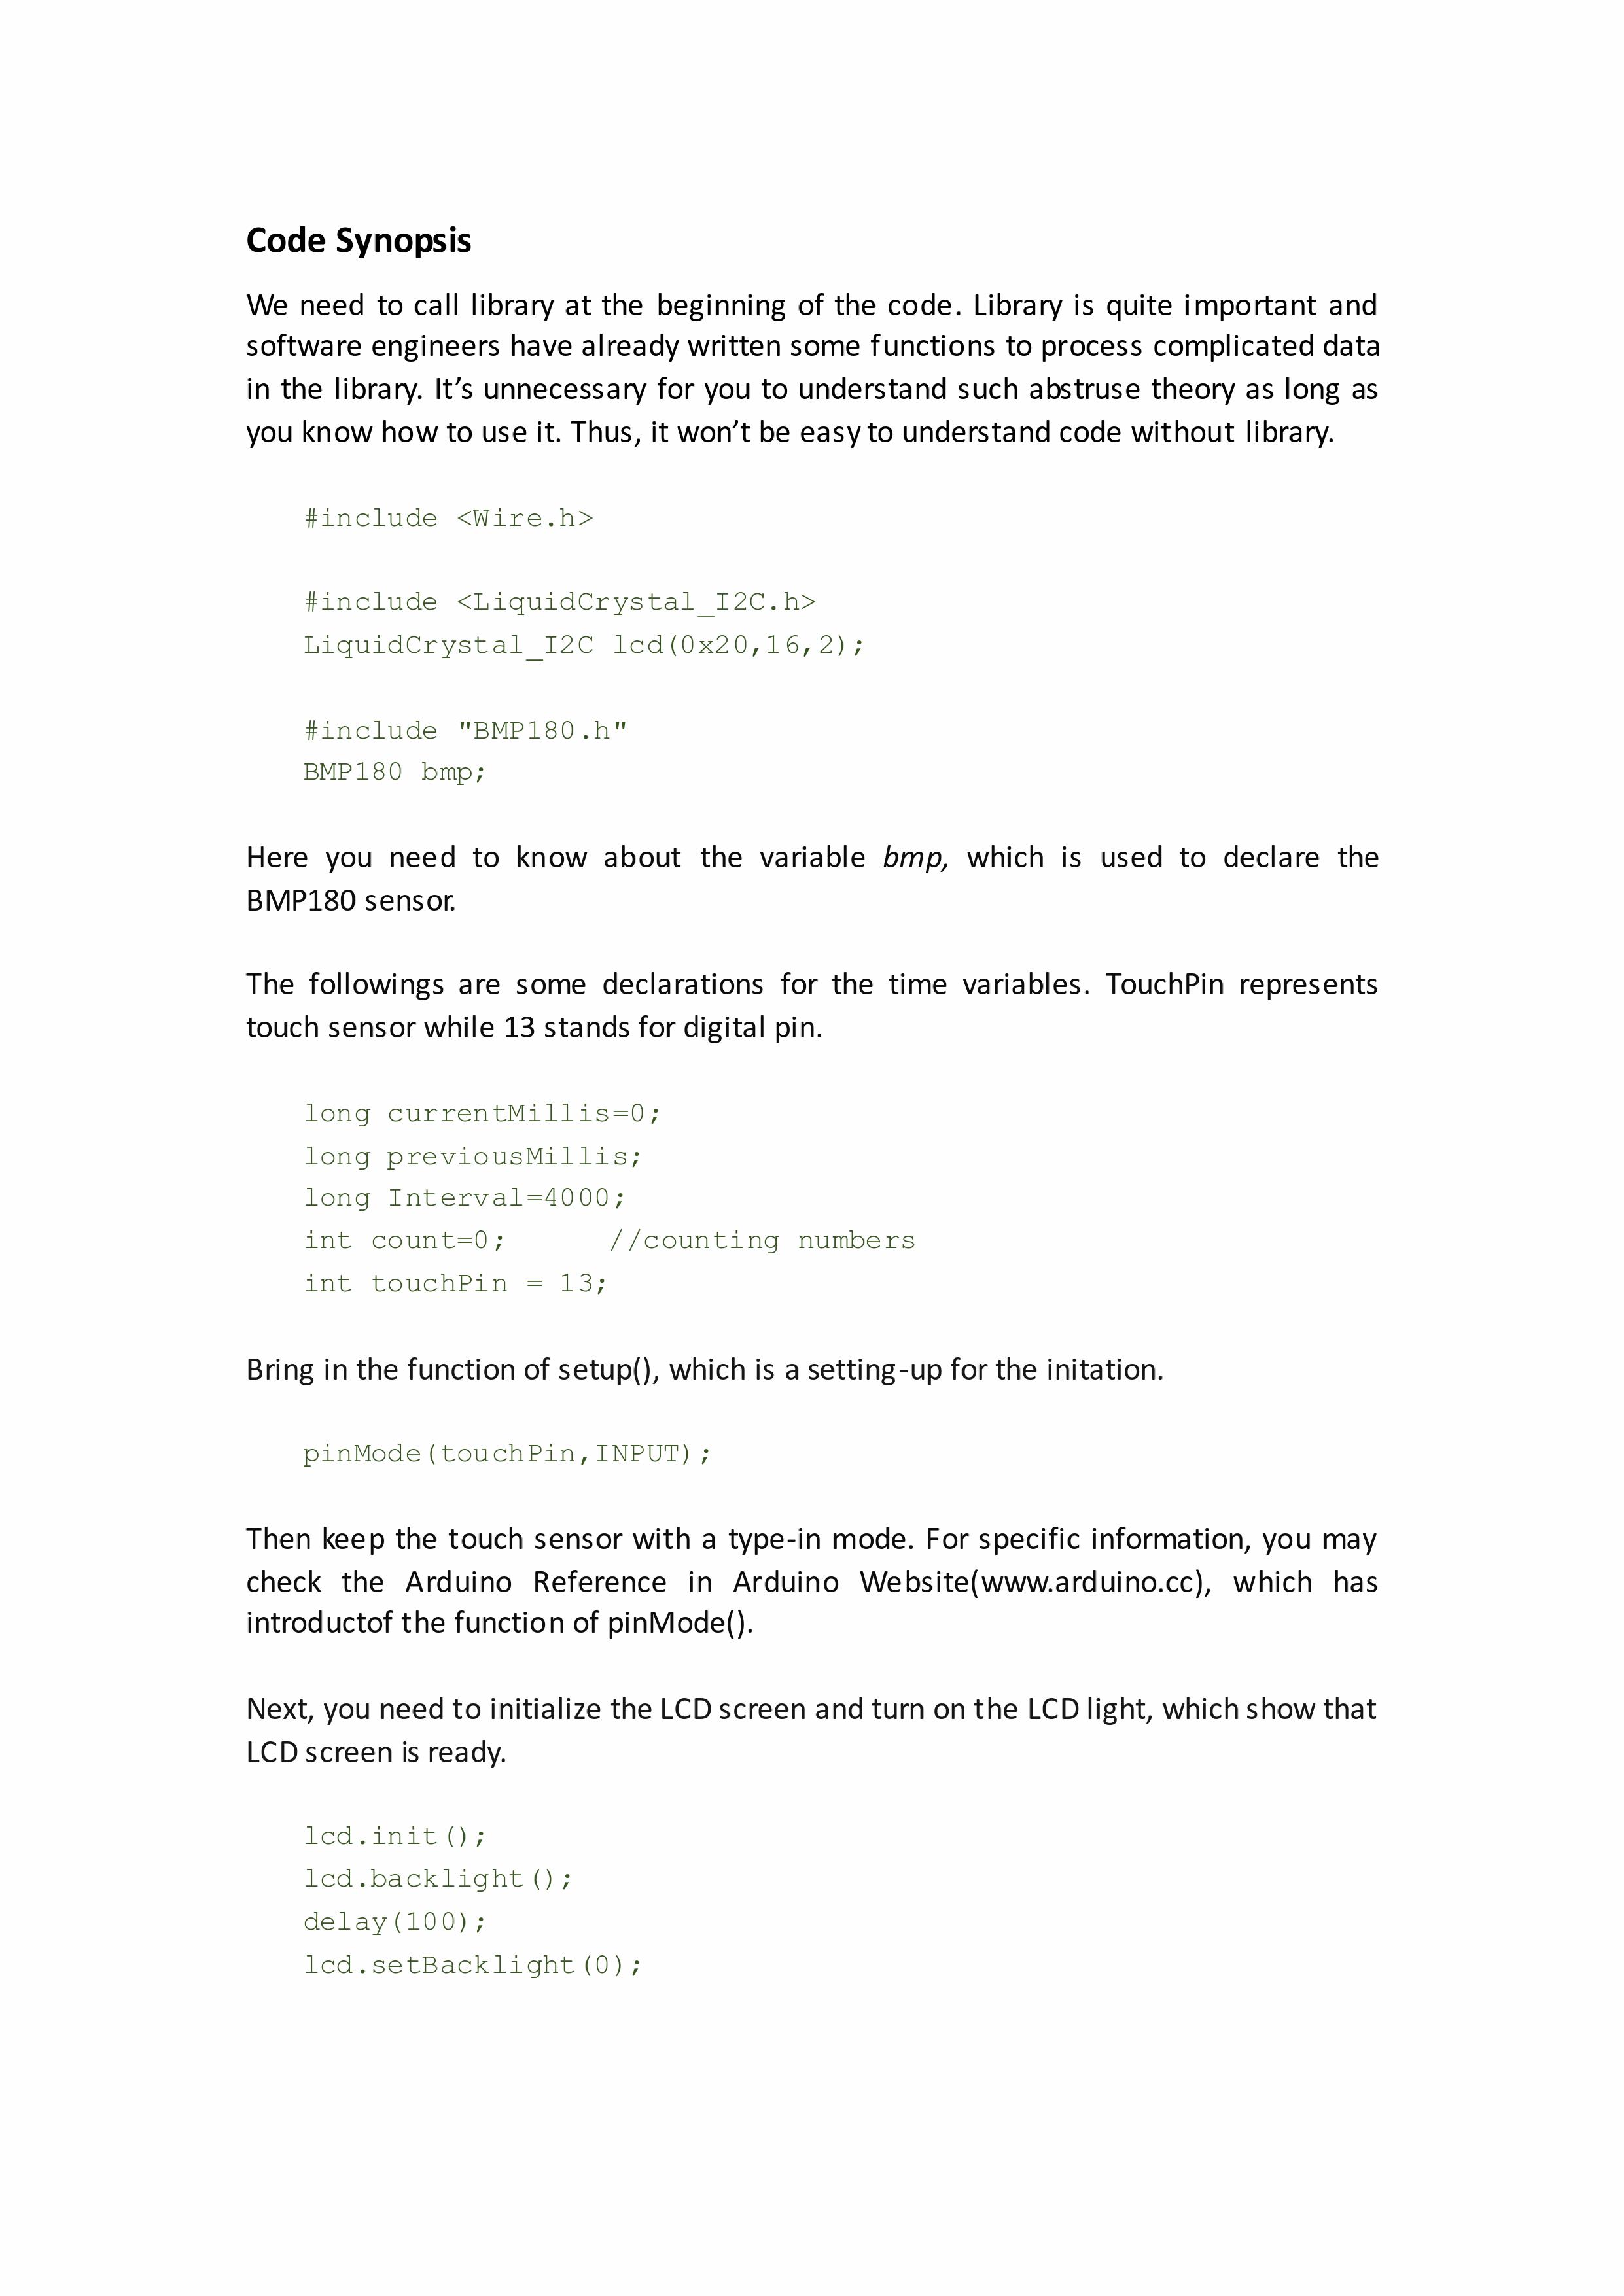 Code Synopsis
We need to call library at the beginning of the code. Library is quite important and
software engineers have already written some functions to process complicated data
in the library. It’s unnecessary for you to understand such abstruse theory as long as
you know how to use it. Thus, it won’t be easy to understand code without library.
#include <Wire.h>
#include <LiquidCrystal_I2C.h>
LiquidCrystal_I2C lcd(0x20,16,2);
#include "BMP180.h"
BMP180 bmp;
Here you need to know about the variable bmp, which is used to declare the
BMP180 sensor.
The followings are some declarations for the time variables. TouchPin represents
touch sensor while 13 stands for digital pin.
long currentMillis=0;
long previousMillis;
long Interval=4000;
int count=0;      //counting numbers
int touchPin = 13;
Bring in the function of setup(), which is a setting-up for the initation.
pinMode(touchPin,INPUT);
Then keep the touch sensor with a type-in mode. For specific information, you may
check the Arduino Reference in Arduino Website(www.arduino.cc), which has
introductof the function of pinMode().
Next, you need to initialize the LCD screen and turn on the LCD light, which show that
LCD screen is ready.
lcd.init();
lcd.backlight();
delay(100);
lcd.setBacklight(0);